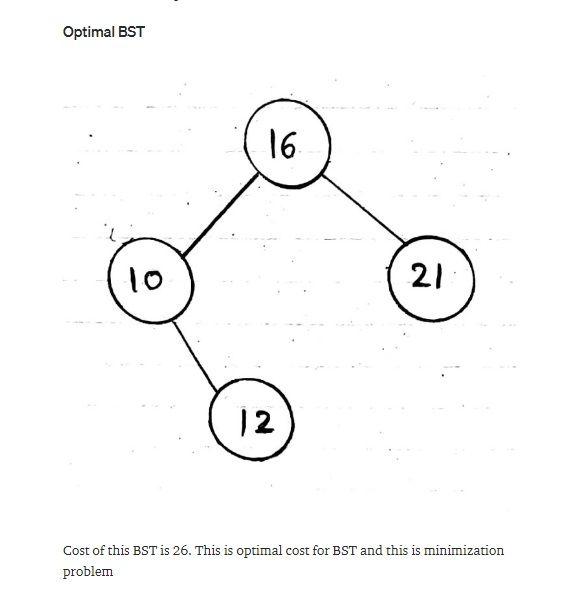 Optimal BST
16
10 21
12
Cost of this BST is 26. This is optimal cost for BST and this is minimization
problem